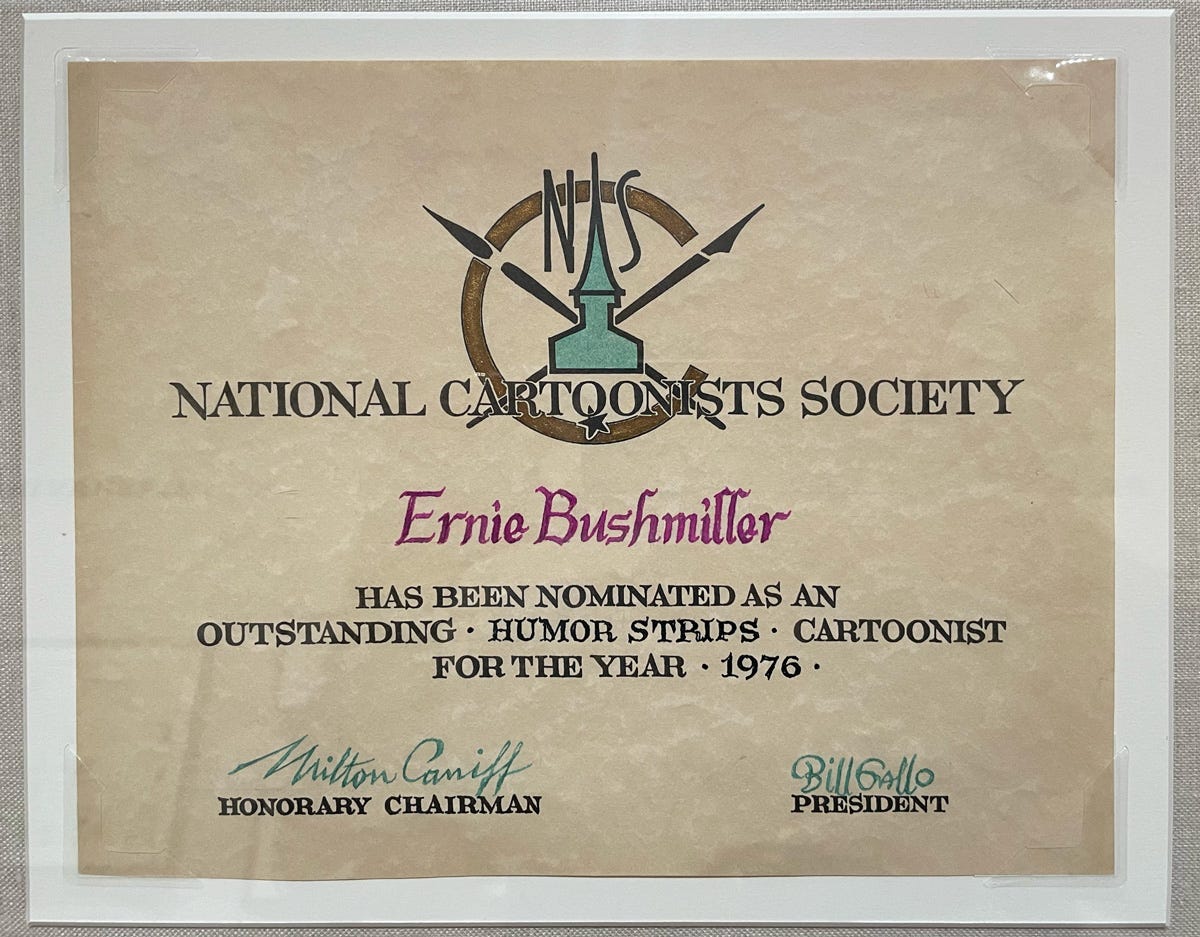 NCS
NATIONAL CARTOONISTS SOCIETY
Ernie Bushmiller
HAS BEEN NOMINATED AS AN
OUTSTANDING · HUMOR STRIPS · CARTOONIST
FOR THE YEAR · 1976 ·
Milton Caniff
HONORARY CHAIRMAN
Bill Gallo
PRESIDENT